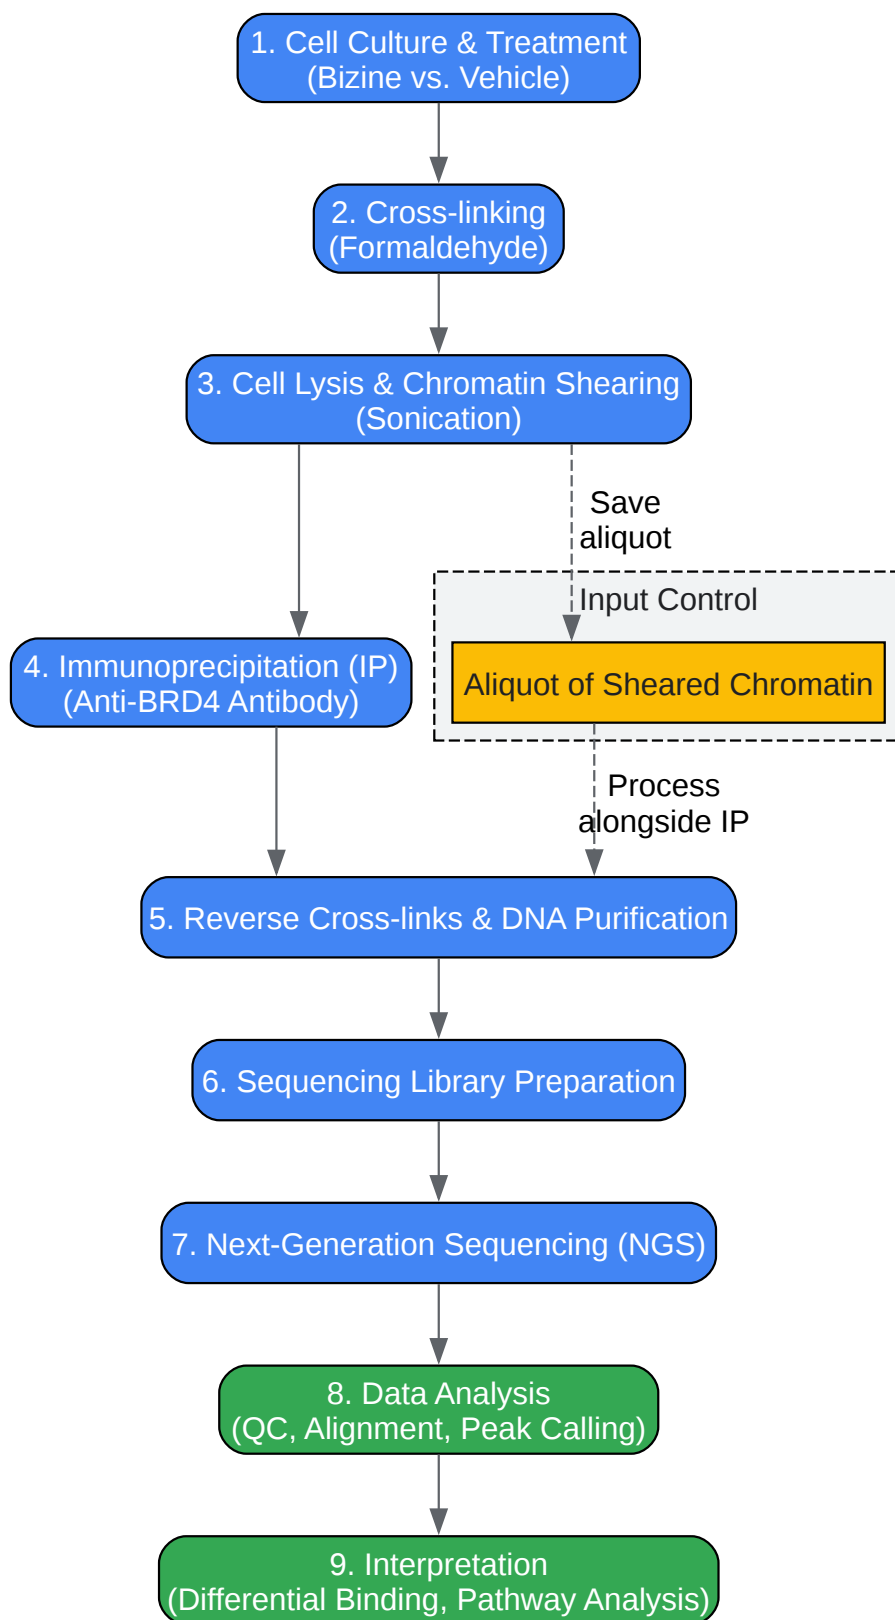 1. Cell Culture & Treatment
(Bizine vs. Vehicle)
2. Cross-linking
(Formaldehyde)
3. Cell Lysis & Chromatin Shearing
(Sonication)
Save
aliquot
Input Control
4. Immunoprecipitation (IP)
(Anti-BRD4 Antibody)
Aliquot of Sheared Chromatin
Process
alongside IP
5. Reverse Cross-links & DNA Purification
6. Sequencing Library Preparation
7. Next-Generation Sequencing (NGS)
8. Data Analysis
(QC, Alignment, Peak Calling)
9. Interpretation
(Differential Binding, Pathway Analysis)